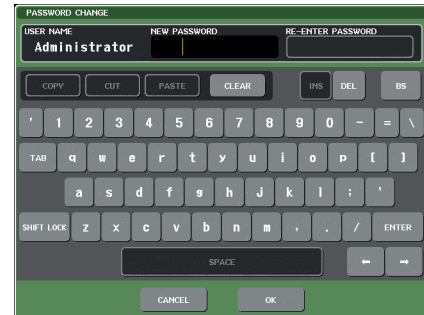 PASSWORD CHANGE
USER NAME NEW PASSWORD RE-ENTER PASSWORD
Administrator
COPY CUT PASTE CLEAR INS DEL BS
' 1 2 3 4 5 6 7 8 9 0 - = \
TAB q w e r t y u i o p [ ]
a s d f g h j k l ; '
SHIFT LOCK z x c v b n m , . / ENTER
SPACE ← →
CANCEL OK